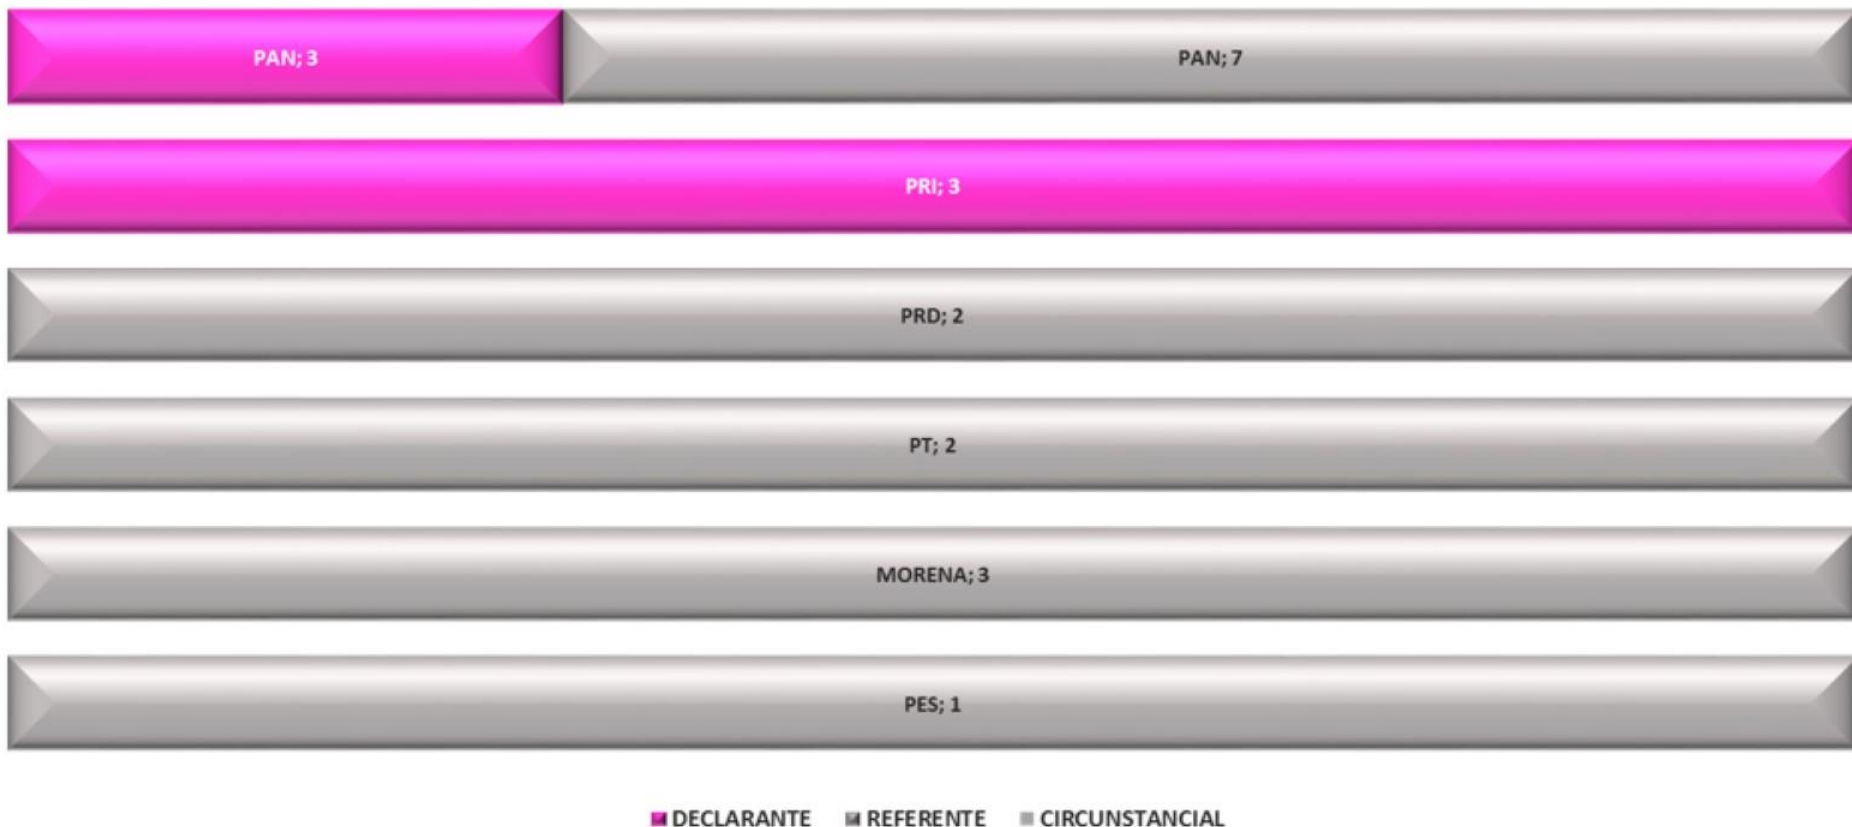 PAN; 3 PAN; 7
PRI; 3
PRD; 2
PT; 2
MORENA; 3
PES; 1
DECLARANTE REFERENTE CIRCUNSTANCIAL